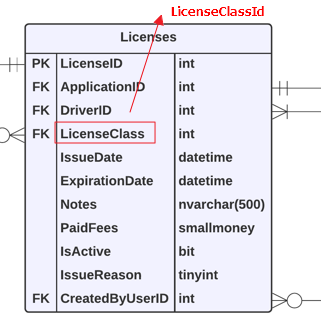 LicenseClassId
Licenses
PK LicenseID int
FK ApplicationID int
FK DriverID int
FK LicenseClass int
IssueDate datetime
ExpirationDate datetime
Notes nvarchar(500)
PaidFees smallmoney
IsActive bit
IssueReason tinyint
FK CreatedByUserID int